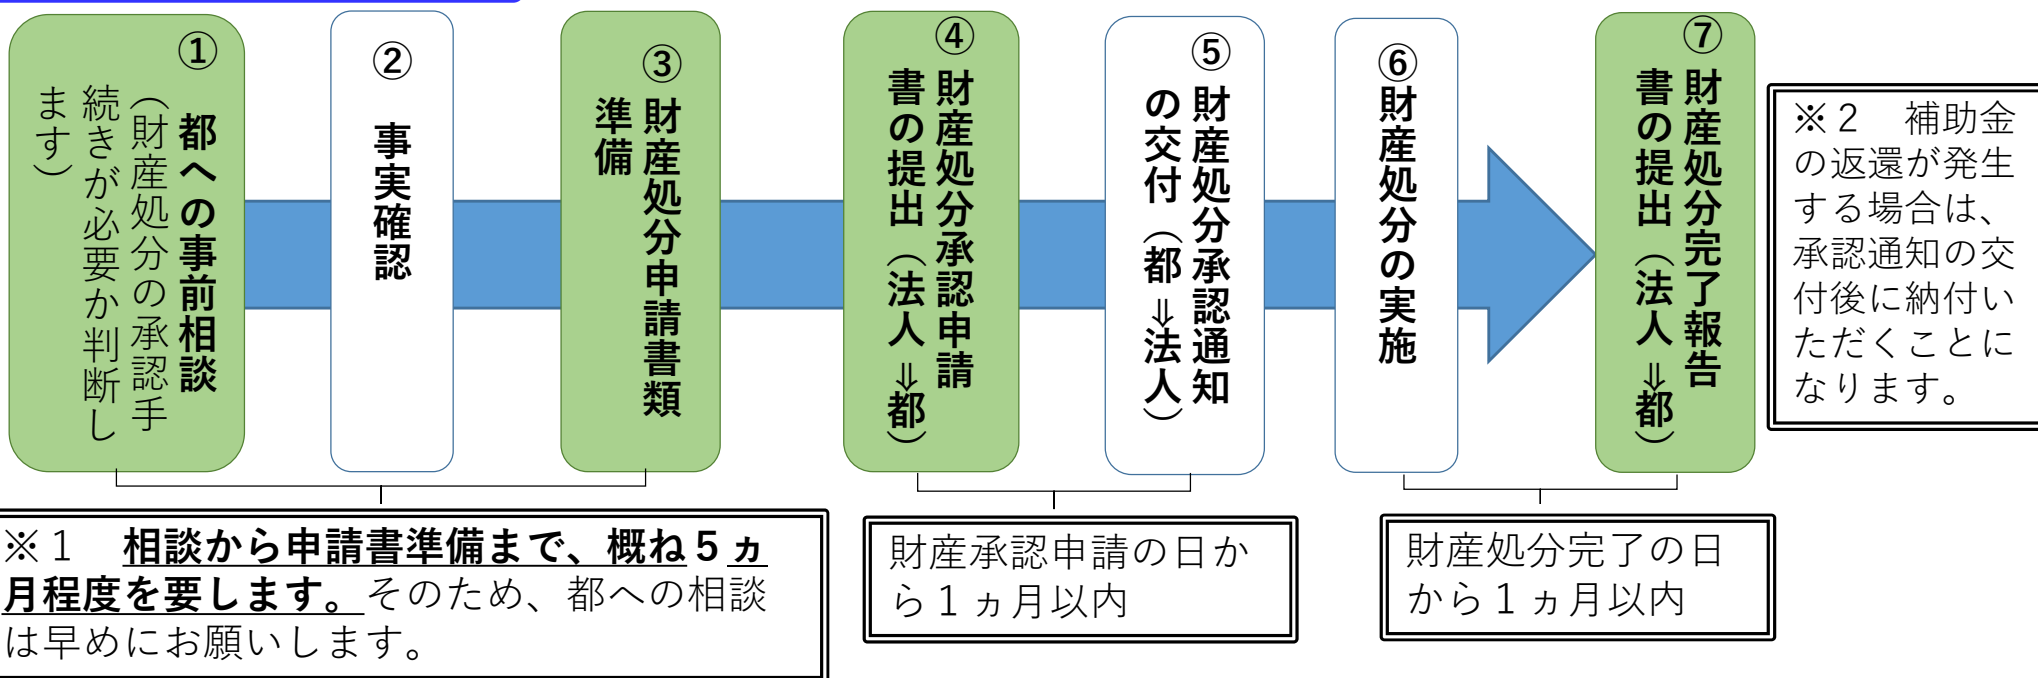 ①
都への事前相談
（財産処分の承認手
続きが必要か判断し
ます）
②
事実確認
③
財産処分申請書類
準備
④
財産処分承認申請
書の提出（法人⇒都）
⑤
財産処分承認通知
の交付（都⇒法人）
⑥
財産処分の実施
⑦
財産処分完了報告
書の提出（法人⇒都）
※２　補助金
の返還が発生
する場合は、
承認通知の交
付後に納付い
ただくことに
なります。
※１　相談から申請書準備まで、概ね５ヵ
月程度を要します。そのため、都への相談
は早めにお願いします。
財産承認申請の日か
ら１ヵ月以内
財産処分完了の日
から１ヵ月以内